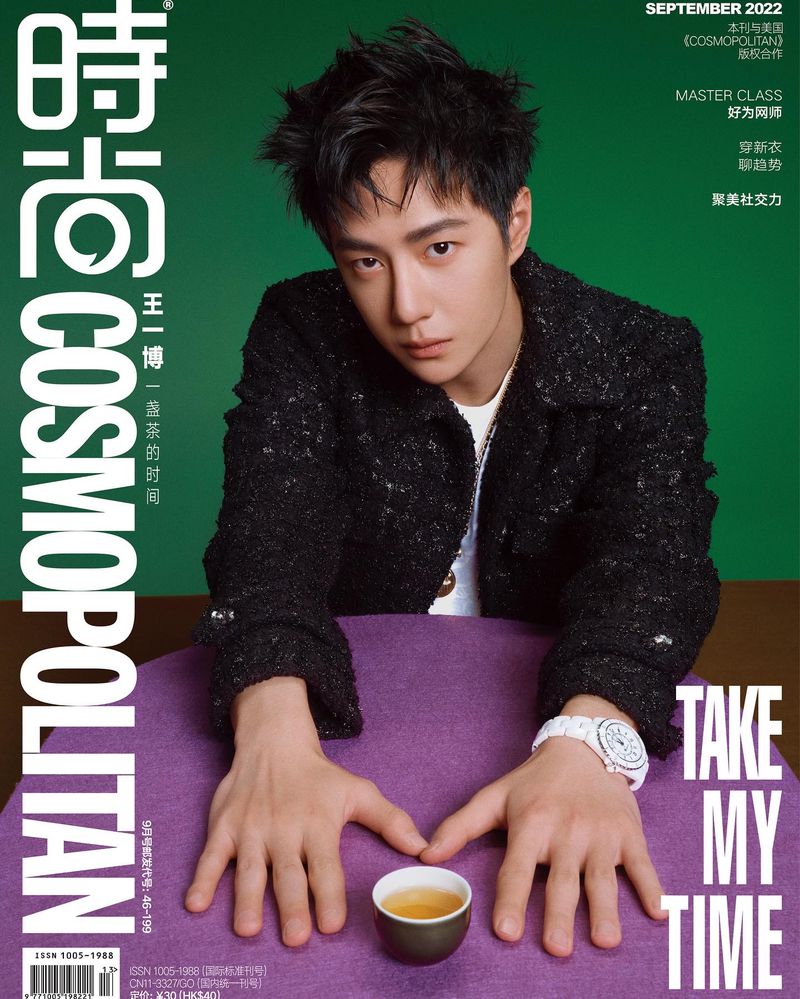 時尚®
COSMOPOLITAN
王一博
一盏茶的时间
SEPTEMBER 2022
本刊与美国
《COSMOPOLITAN》
版权合作
MASTER CLASS
好为网师
穿新衣
聊趋势
聚美社交力
TAKE
MY
TIME
9月号邮发代号：46-199
ISSN 1005-1988
13>
9 771005 198221
ISSN 1005-1988 (国际标准刊号)
CN11-3327/GO (国内统一刊号)
定价: ¥30 (HK$40)